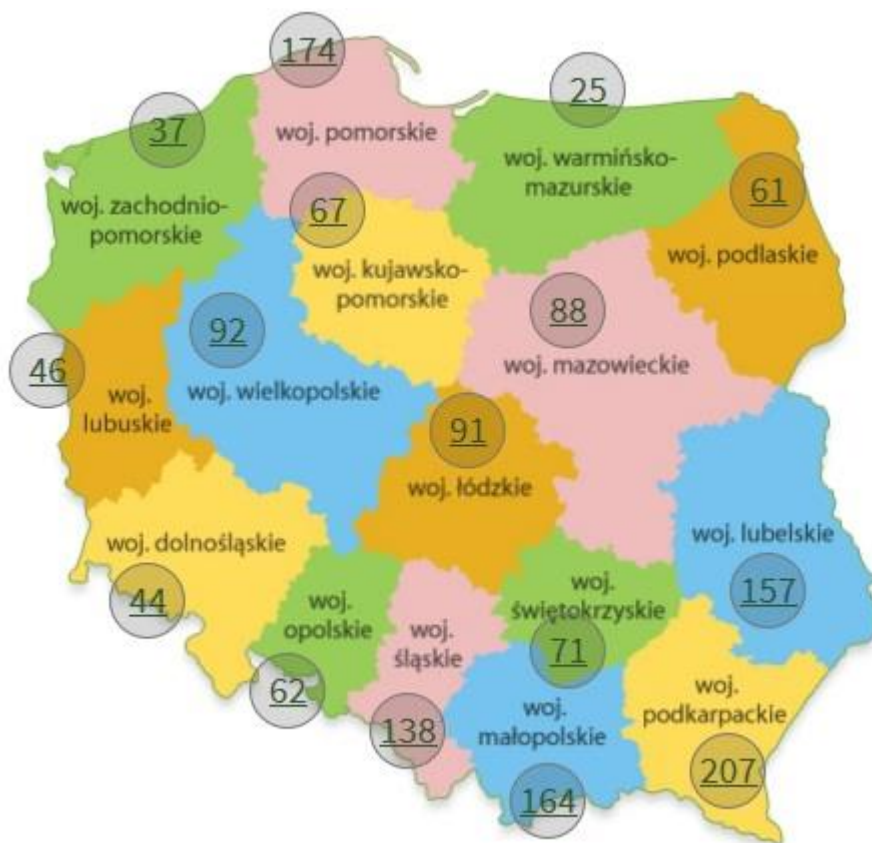 174
25
37
woj. pomorskie
woj. warmińsko-
mazurskie
61
67
woj. zachodnio-
pomorskie
woj. podlaskie
woj. kujawsko-
pomorskie
88
92
46
woj. mazowieckie
woj. wielkopolskie
woj.
lubuskie
91
woj. łódzkie
woj. dolnośląskie
woj. lubelskie
44
157
woj.
opolskie
woj.
świętokrzyskie
woj.
śląskie
71
62
woj.
małopolskie
woj.
podkarpackie
138
207
164